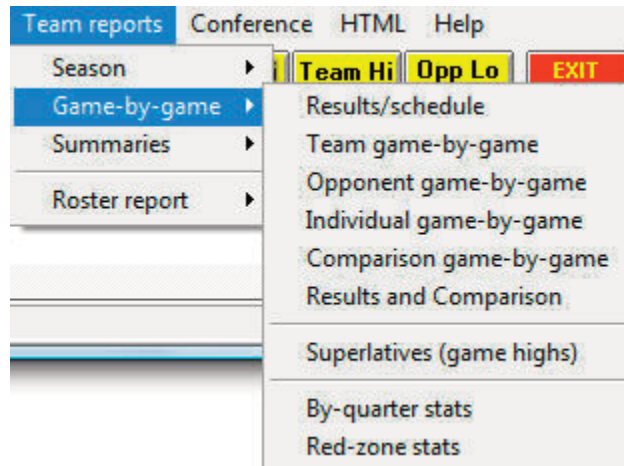 Team reports Conference HTML Help
Season
Team Hi Opp Lo EXIT
Game-by-game
Summaries
Roster report
Results/schedule
Team game-by-game
Opponent game-by-game
Individual game-by-game
Comparison game-by-game
Results and Comparison
Superlatives (game highs)
By-quarter stats
Red-zone stats